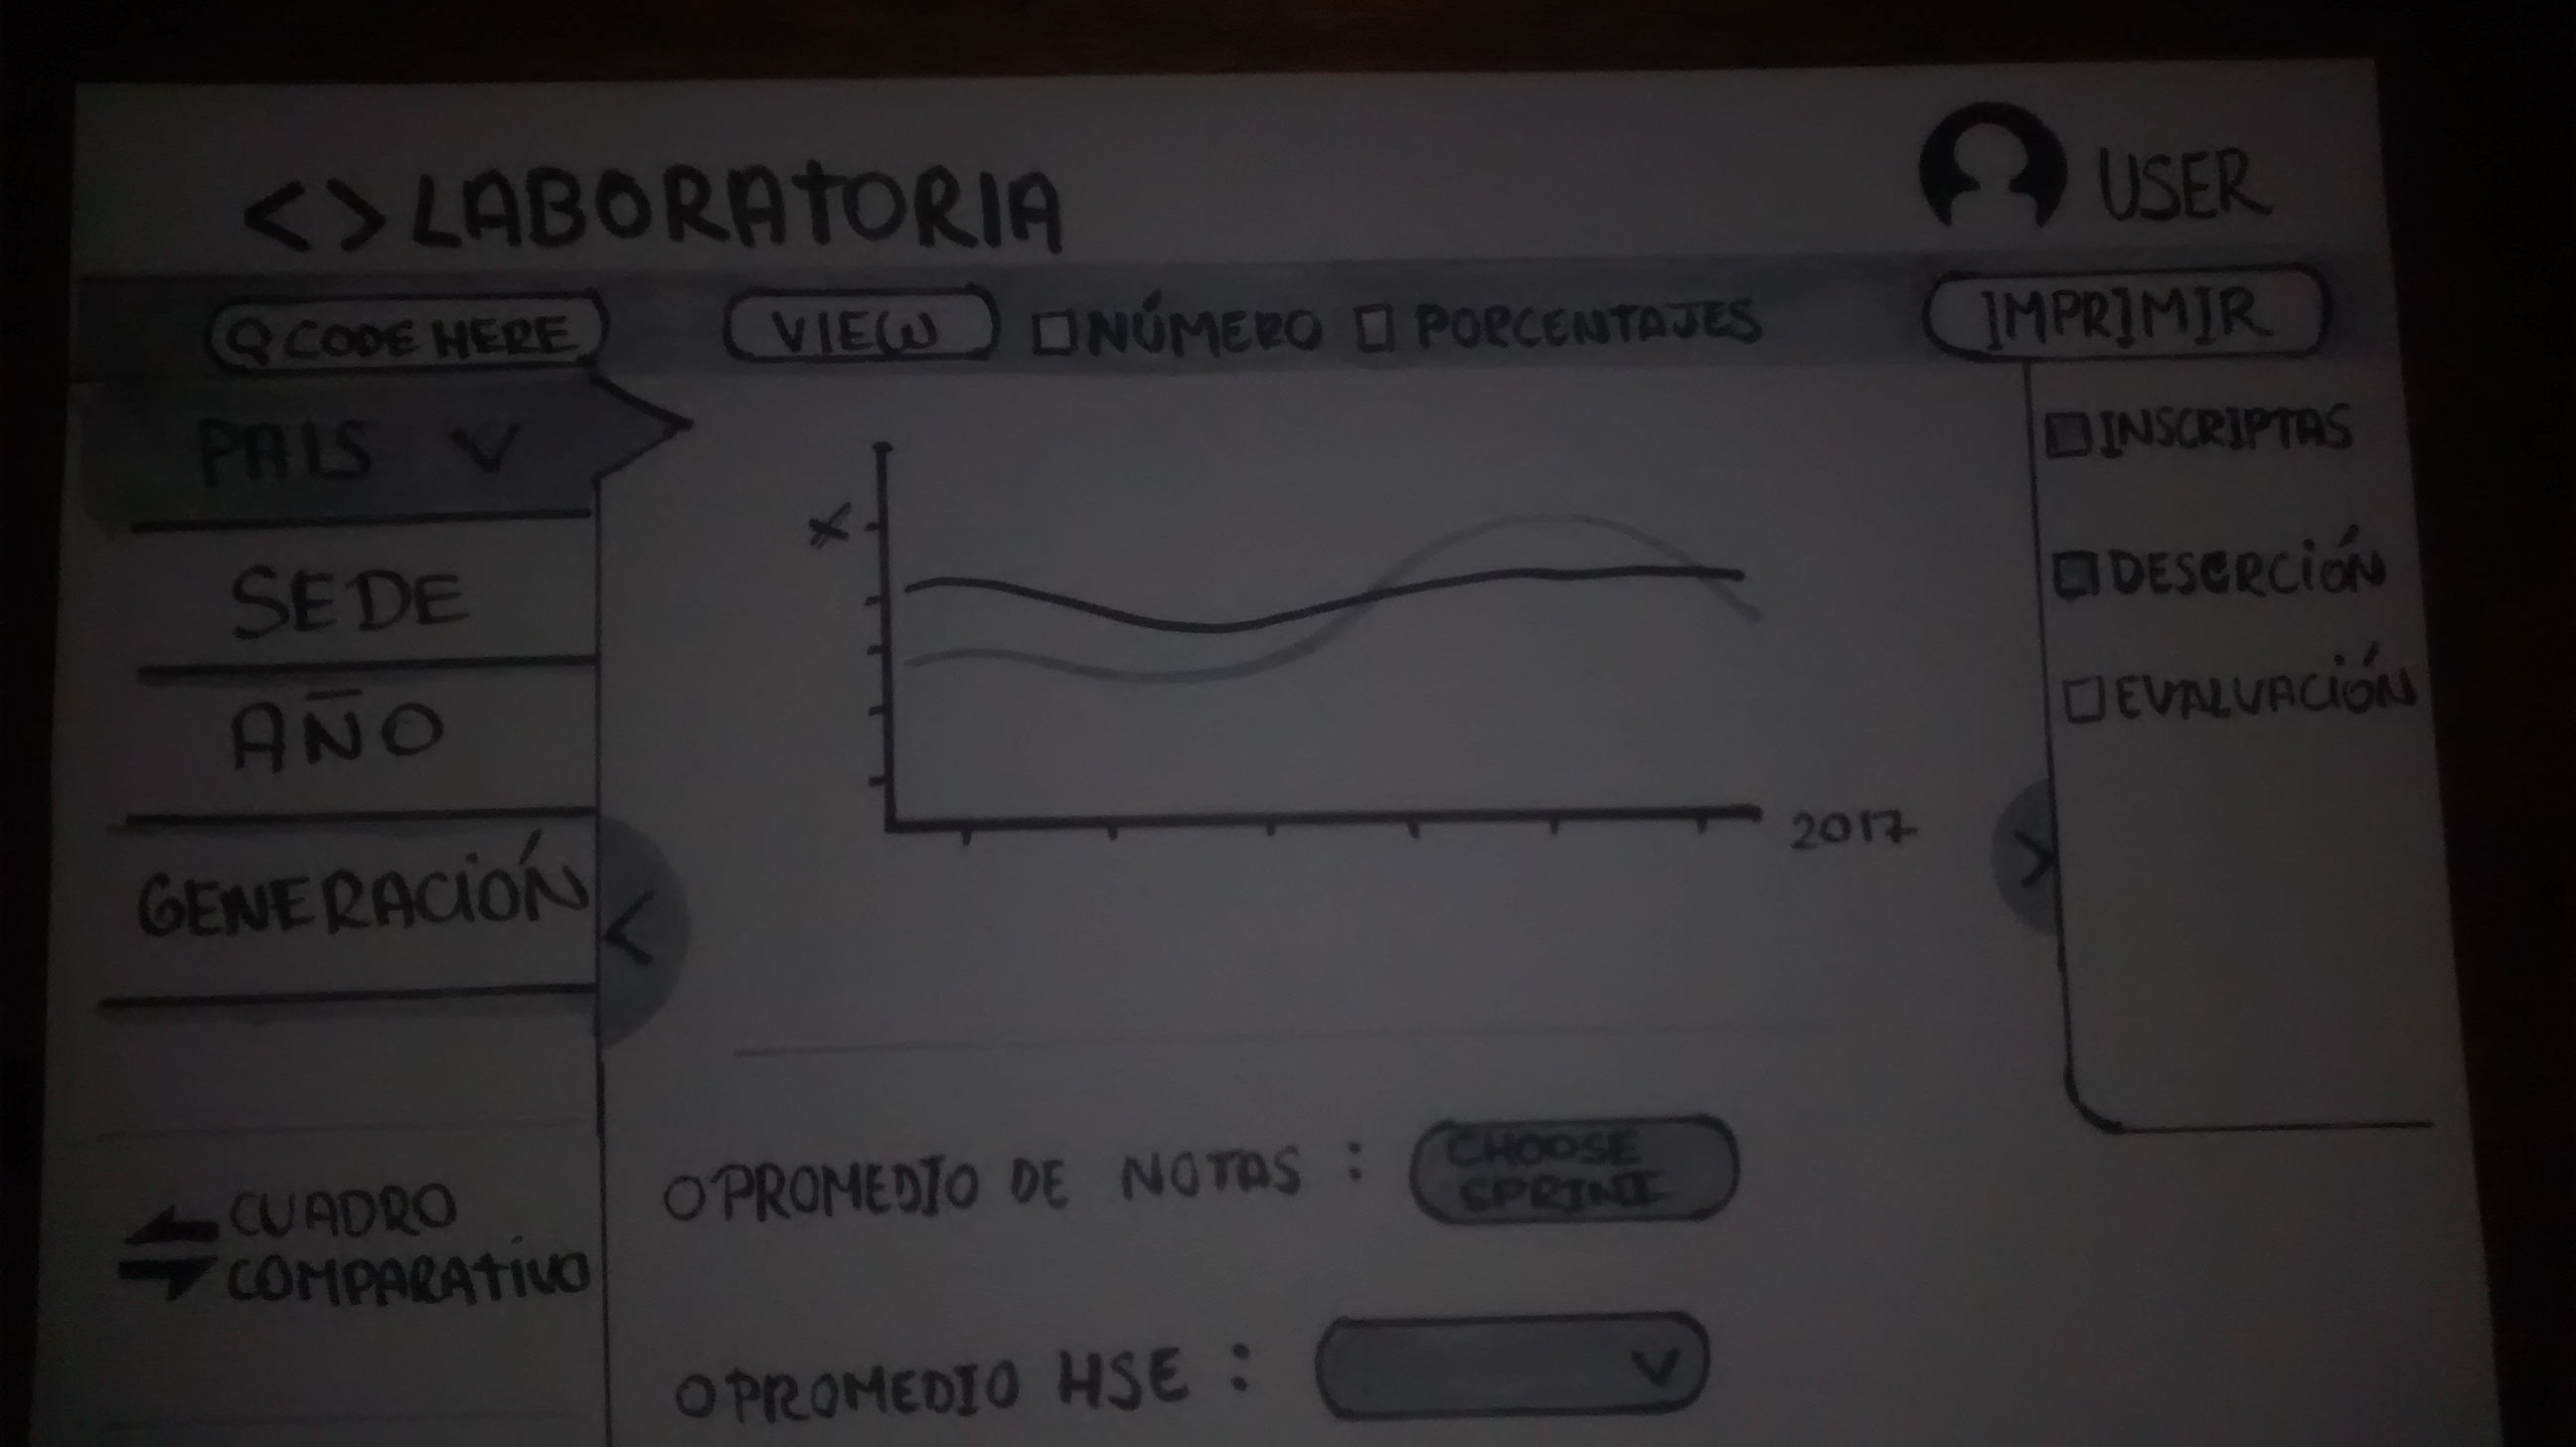 <> LABORATORIA
USER
CODE HERE
VIEW
NÚMERO
PORCENTAJES
IMPRIMIR
PAIS
SEDE
AÑO
GENERACIÓN
CUADRO
COMPARATIVO
X
2017
INSCRIPTAS
DESERCIÓN
EVALUACIÓN
PROMEDIO DE NOTAS :
CHOOSE
SPRINT
PROMEDIO HSE :